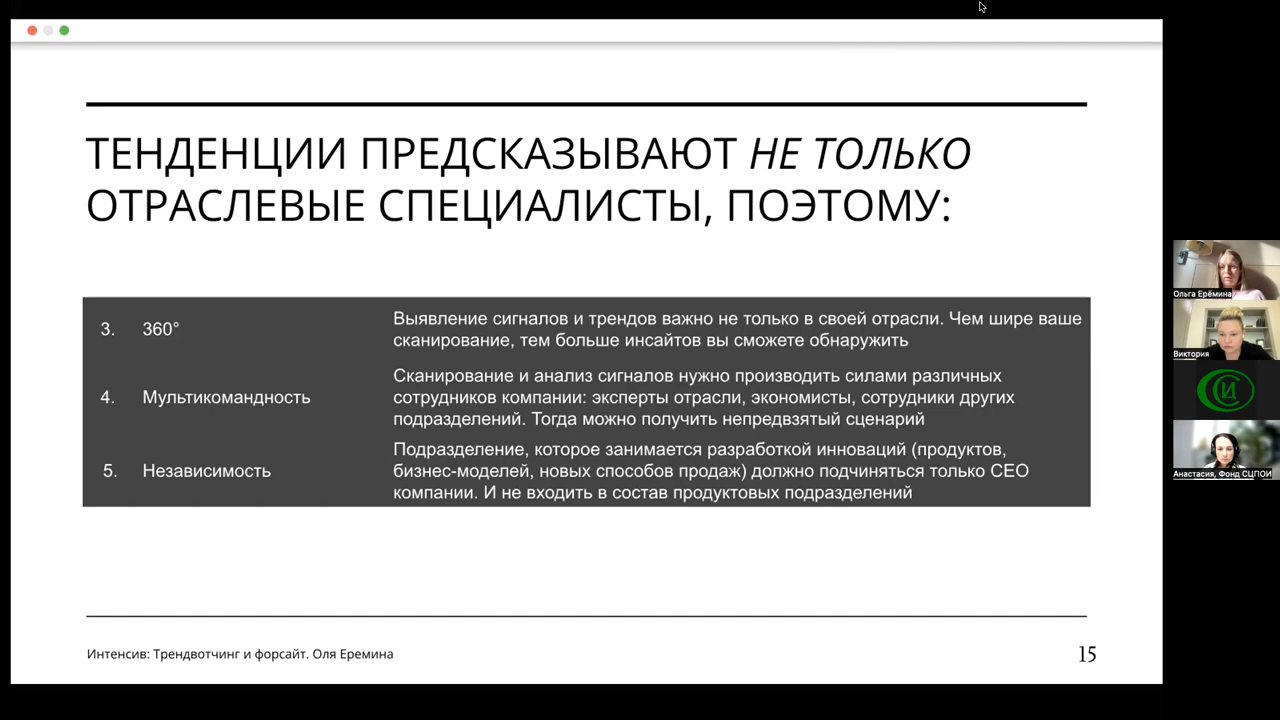 ТЕНДЕНЦИИ ПРЕДСКАЗЫВАЮТ НЕ ТОЛЬКО
ОТРАСЛЕВЫЕ СПЕЦИАЛИСТЫ, ПОЭТОМУ:
3. 360°
Выявление сигналов и трендов важно не только в своей отрасли. Чем шире ваше
сканирование, тем больше инсайтов вы сможете обнаружить
4. Мультикомандность
Сканирование и анализ сигналов нужно производить силами различных
сотрудников компании: эксперты отрасли, экономисты, сотрудники других
подразделений. Тогда можно получить непредвзятый сценарий
5. Независимость
Подразделение, которое занимается разработкой инноваций (продуктов,
бизнес-моделей, новых способов продаж) должно подчиняться только CEO
компании. И не входить в состав продуктовых подразделений
Интенсив: Трендвотчинг и форсайт. Оля Еремина
15
Ольга Ерёмина
Виктория
Анастасия, Фонд СЦПОИ